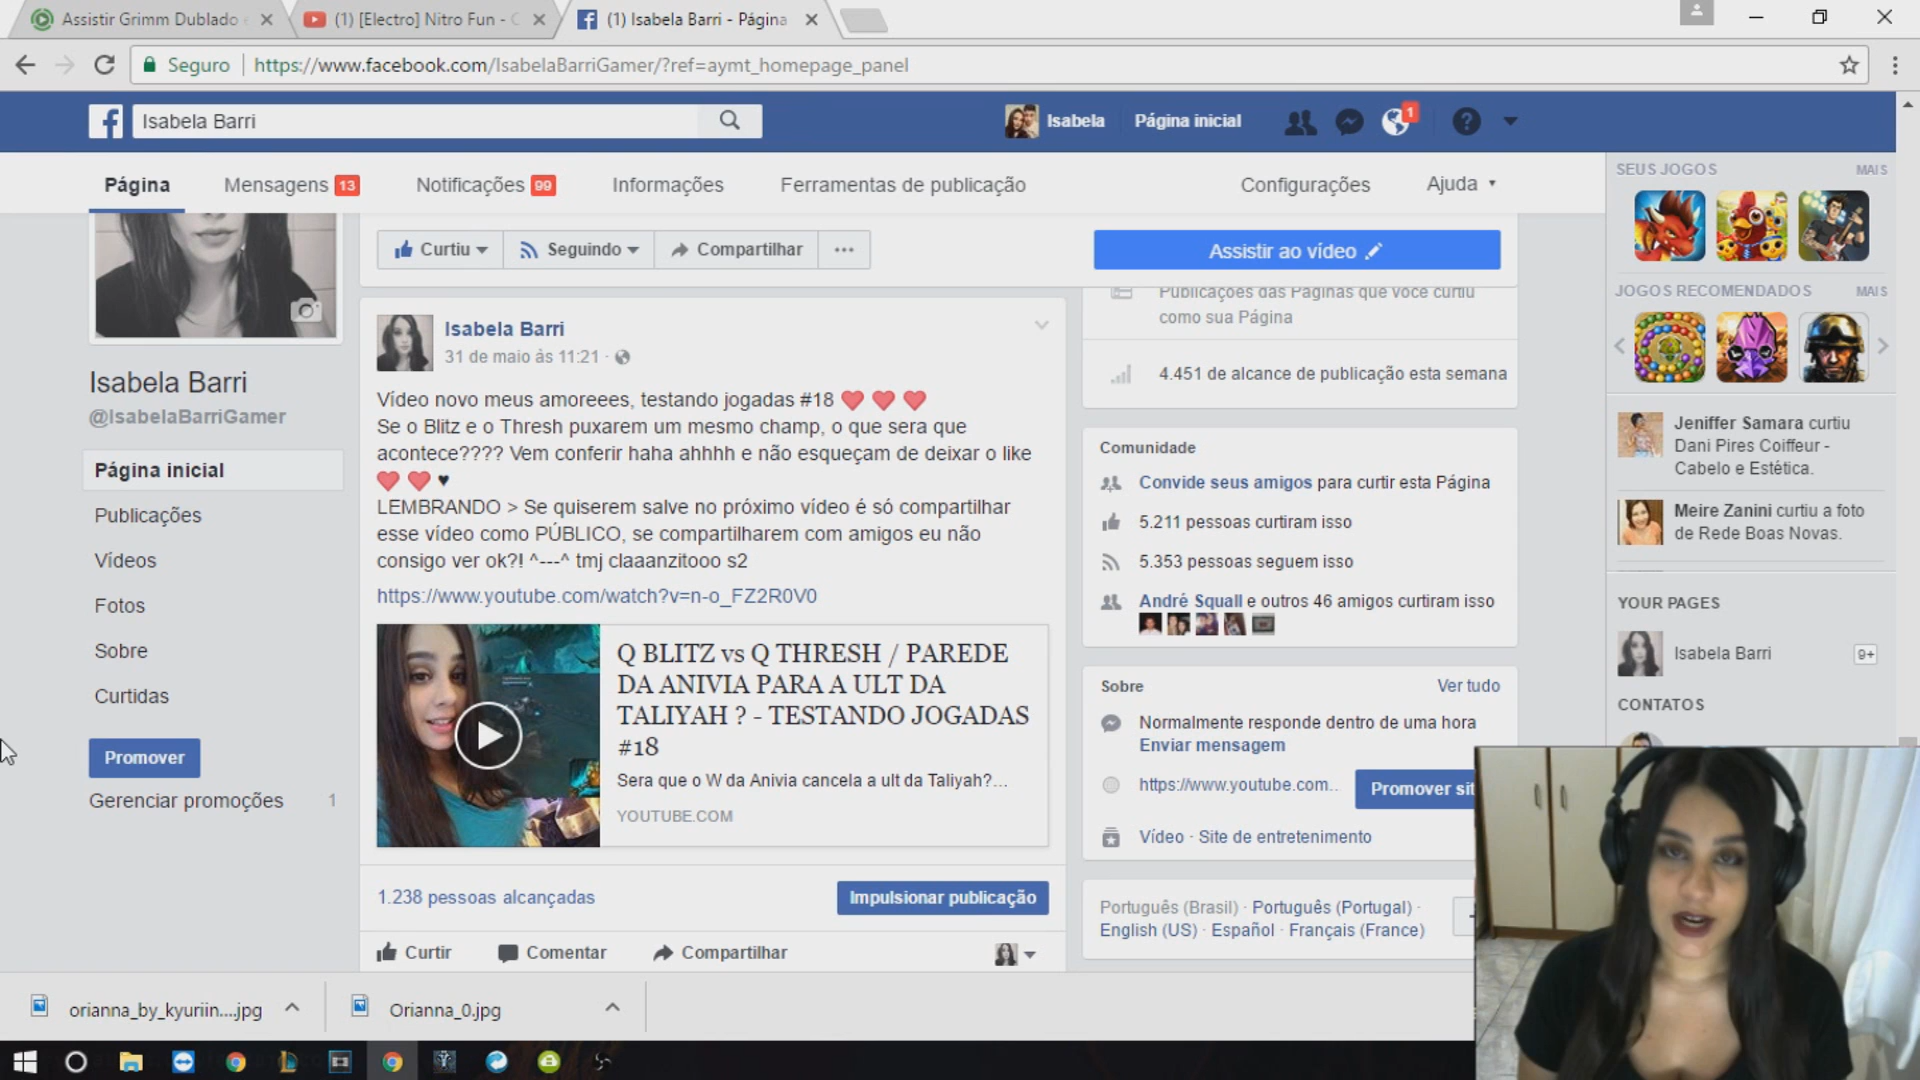 Assistir Grimm Dublado
(1) [Electro] Nitro Fun -
(1) Isabela Barri - Página
Seguro
https://www.facebook.com/IsabelaBarriGamer/?ref=aymt_homepage_panel
Isabela Barri
Isabela
Página inicial
1
Página
Mensagens 13
Notificações 99
Informações
Ferramentas de publicação
Configurações
Ajuda
Isabela Barri
@IsabelaBarriGamer
Página inicial
Publicações
Vídeos
Fotos
Sobre
Curtidas
Promover
Gerenciar promoções 1
Curtiu
Seguindo
Compartilhar
Assistir ao vídeo
Isabela Barri
31 de maio às 11:21 ·
Vídeo novo meus amoreees, testando jogadas #18 ❤ ❤ ❤
Se o Blitz e o Thresh puxarem um mesmo champ, o que sera que
acontece???? Vem conferir haha ahhhh e não esqueçam de deixar o like
❤ ❤ ♥
LEMBRANDO > Se quiserem salve no próximo vídeo é só compartilhar
esse vídeo como PÚBLICO, se compartilharem com amigos eu não
consigo ver ok?! ^---^ tmj claaanzitooo s2
https://www.youtube.com/watch?v=n-o_FZ2R0V0
Q BLITZ vs Q THRESH / PAREDE
DA ANIVIA PARA A ULT DA
TALIYAH ? - TESTANDO JOGADAS
#18
Sera que o W da Anivia cancela a ult da Taliyah?...
YOUTUBE.COM
1.238 pessoas alcançadas
Impulsionar publicação
Curtir
Comentar
Compartilhar
Publicações das Páginas que você curtiu
como sua Página
4.451 de alcance de publicação esta semana
Comunidade
Convide seus amigos para curtir esta Página
5.211 pessoas curtiram isso
5.353 pessoas seguem isso
André Squall e outros 46 amigos curtiram isso
Sobre
Ver tudo
Normalmente responde dentro de uma hora
Enviar mensagem
https://www.youtube.com...
Promover sit
Vídeo · Site de entretenimento
Português (Brasil) · Português (Portugal) ·
English (US) · Español · Français (France)
SEUS JOGOS
MAIS
JOGOS RECOMENDADOS
MAIS
Jeniffer Samara curtiu
Dani Pires Coiffeur -
Cabelo e Estética.
Meire Zanini curtiu a foto
de Rede Boas Novas.
YOUR PAGES
Isabela Barri
9+
CONTATOS
orianna_by_kyuriin....jpg
Orianna_0.jpg